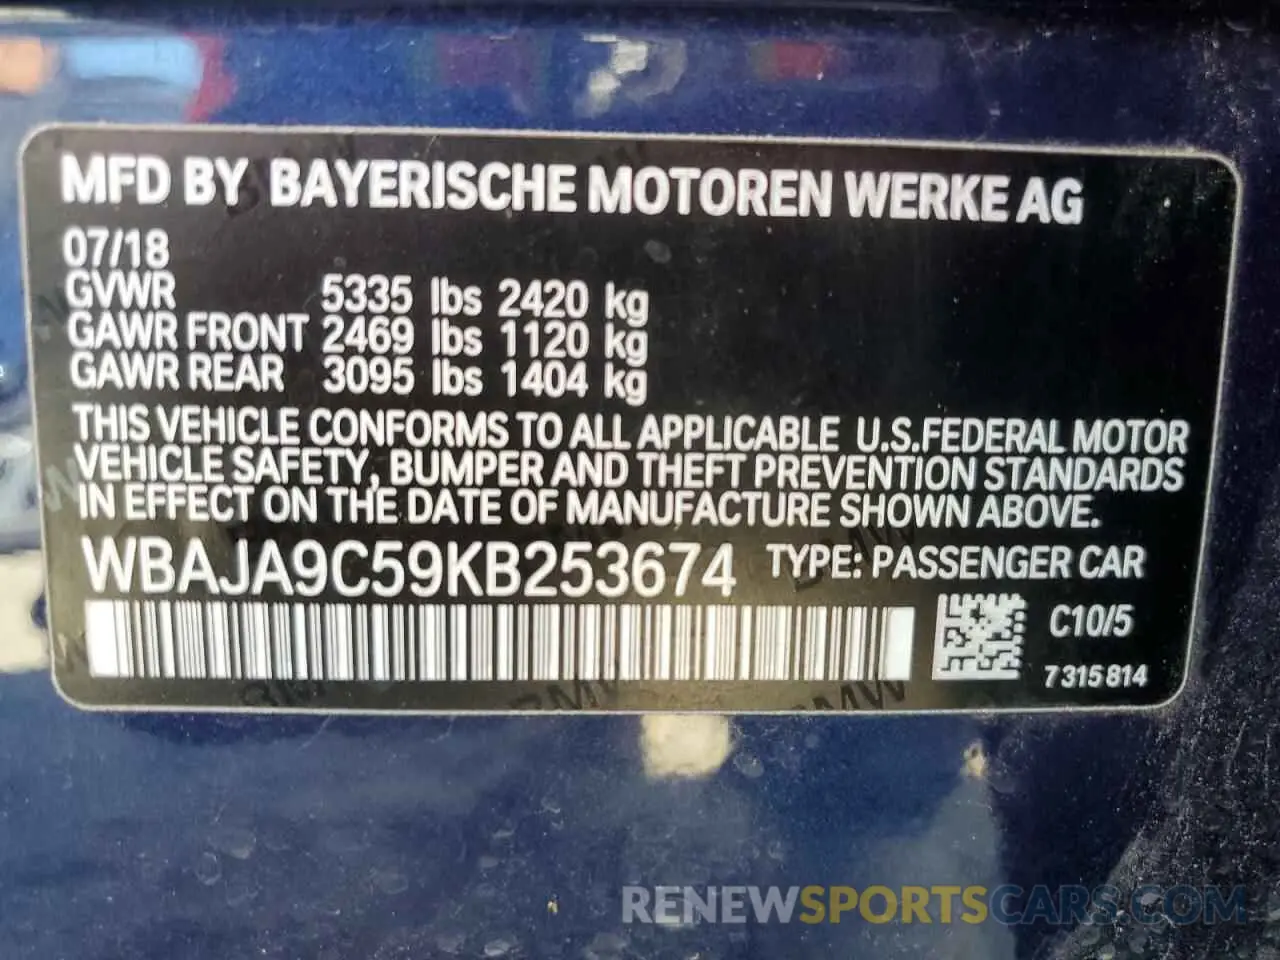 MFD BY BAYERISCHE MOTOREN WERKE AG
07/18
GVWR 5335 lbs 2420 kg
GAWR FRONT 2469 lbs 1120 kg
GAWR REAR 3095 lbs 1404 kg
THIS VEHICLE CONFORMS TO ALL APPLICABLE U.S.FEDERAL MOTOR
VEHICLE SAFETY, BUMPER AND THEFT PREVENTION STANDARDS
IN EFFECT ON THE DATE OF MANUFACTURE SHOWN ABOVE.
WBAJA9C59KB253674 TYPE: PASSENGER CAR
C10/5
7315814
BMW BMW BMW
RENEWSPORTSCARS.COM